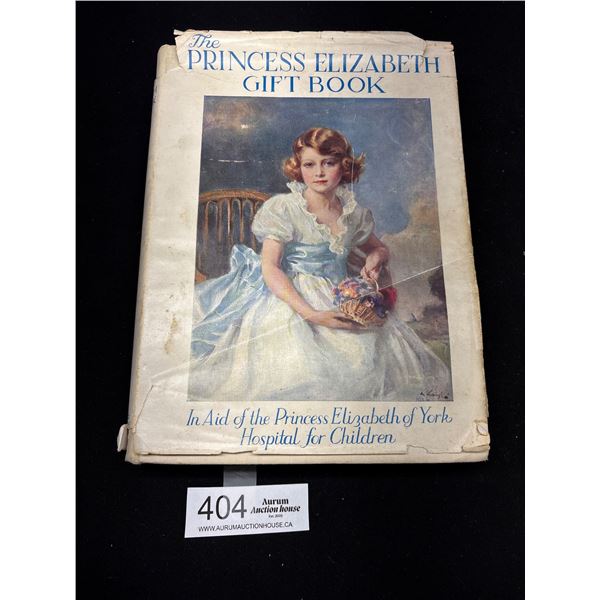 The
PRINCESS ELIZABETH
GIFT BOOK
In Aid of the Princess Elizabeth of York
Hospital for Children
404
Aurum
Auction house
WWW.AURUMAUCTIONHOUSE.CA